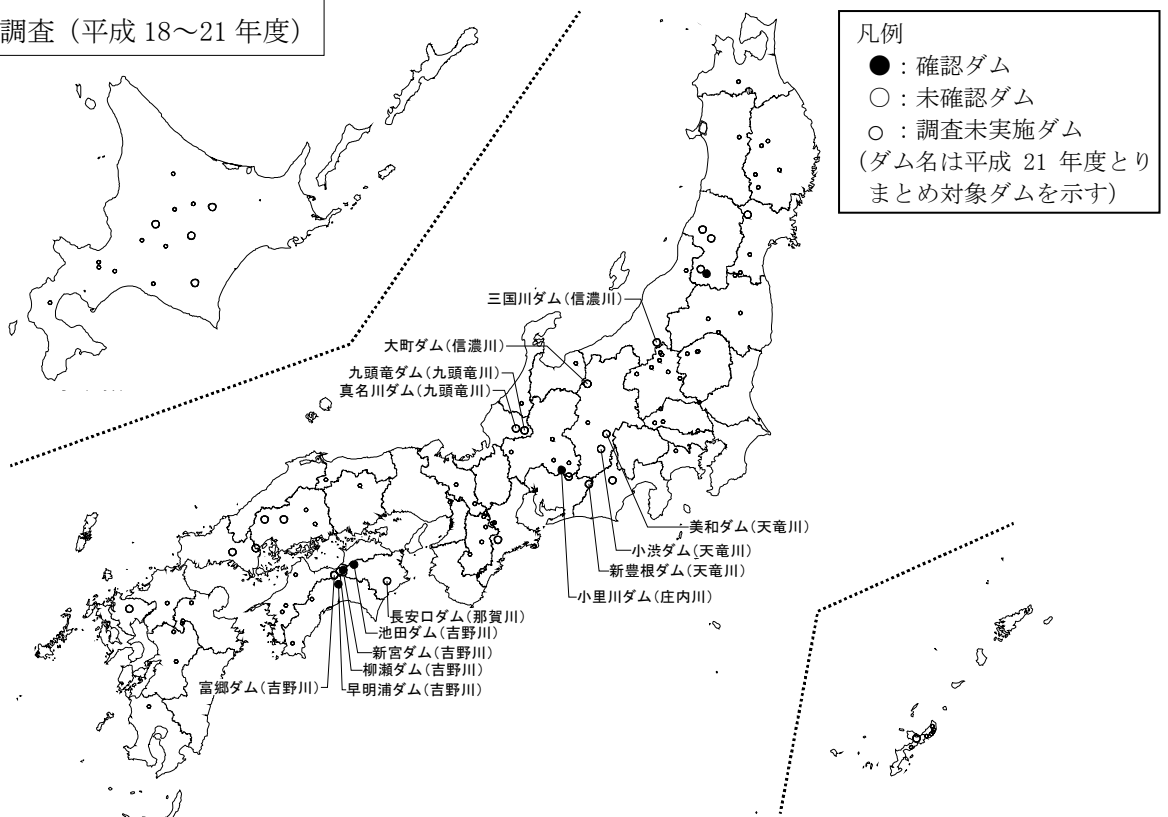 調査（平成 18～21 年度）
凡例
●：確認ダム
○：未確認ダム
○：調査未実施ダム
(ダム名は平成 21 年度とり
まとめ対象ダムを示す)
三国川ダム(信濃川)
大町ダム(信濃川)
九頭竜ダム(九頭竜川)
真名川ダム(九頭竜川)
美和ダム(天竜川)
小渋ダム(天竜川)
新豊根ダム(天竜川)
小里川ダム(庄内川)
長安口ダム(那賀川)
池田ダム(吉野川)
新宮ダム(吉野川)
柳瀬ダム(吉野川)
富郷ダム(吉野川)
早明浦ダム(吉野川)